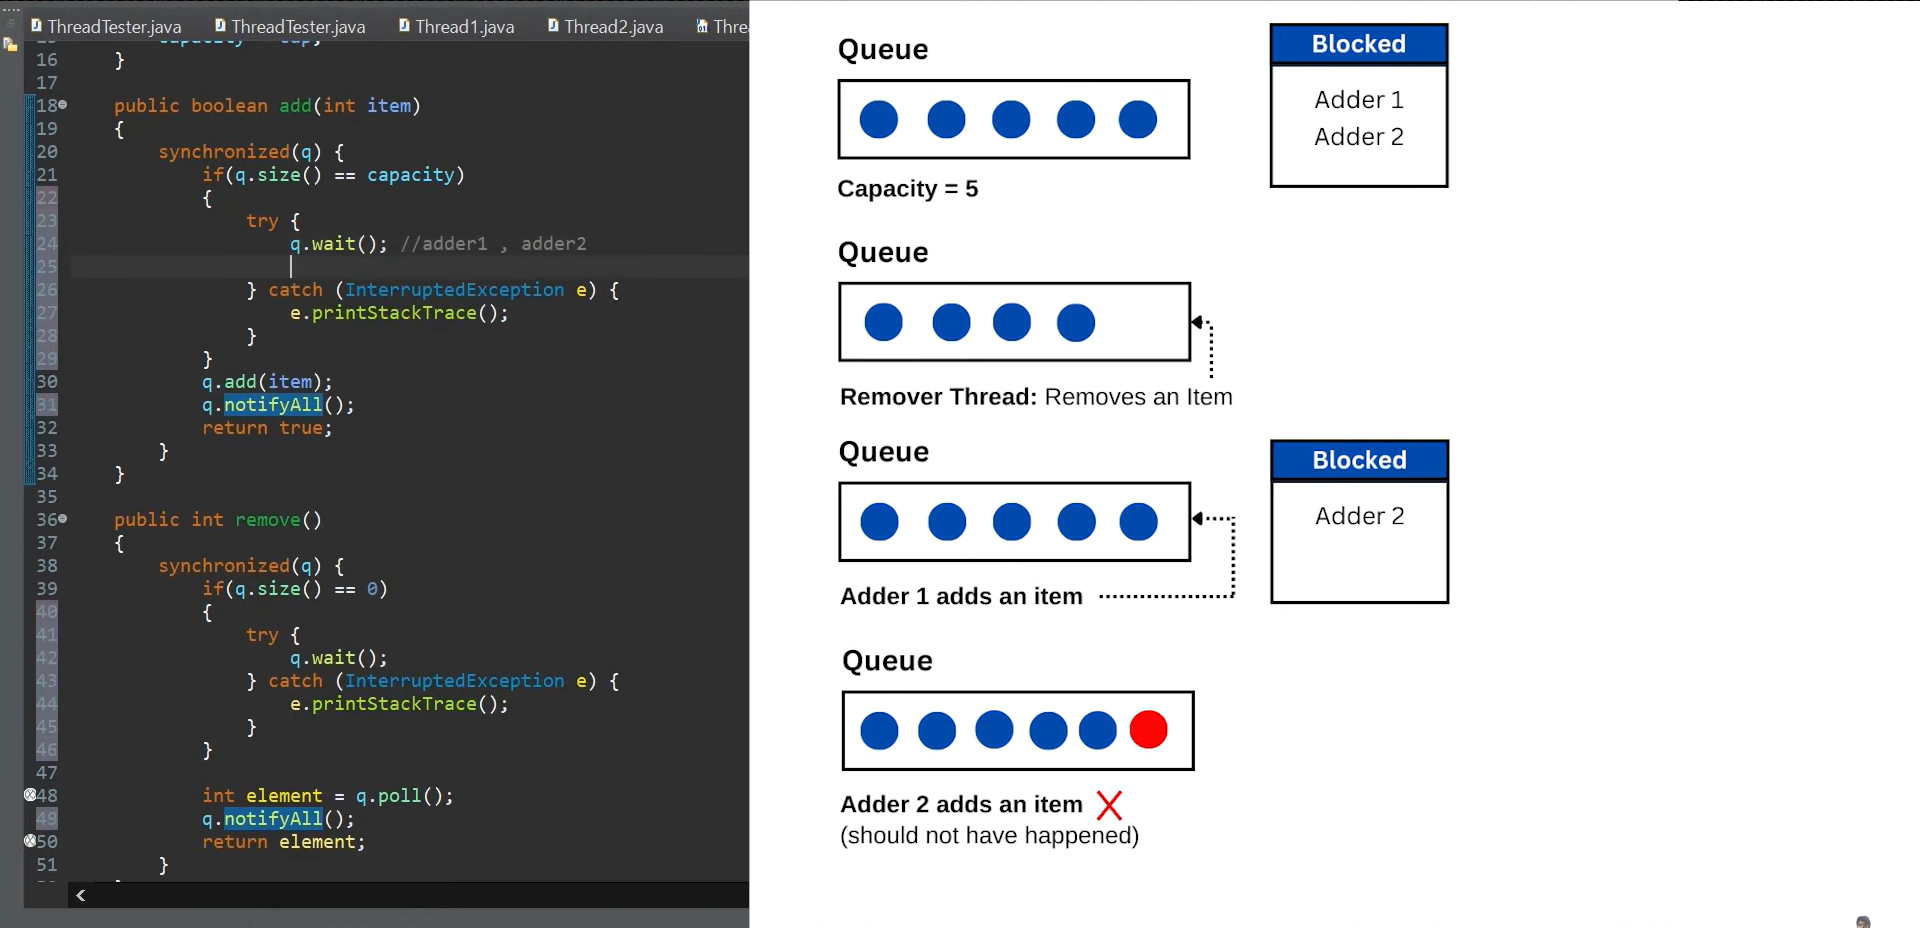 ThreadTester.java ThreadTester.java Thread1.java Thread2.java Thre
16 }
17
18 public boolean add(int item)
19 {
20 synchronized(q) {
21 if(q.size() == capacity)
22 {
23 try {
24 q.wait(); //adder1 , adder2
25
26 } catch (InterruptedException e) {
27 e.printStackTrace();
28 }
29 }
30 q.add(item);
31 q.notifyAll();
32 return true;
33 }
34 }
35
36 public int remove()
37 {
38 synchronized(q) {
39 if(q.size() == 0)
40 {
41 try {
42 q.wait();
43 } catch (InterruptedException e) {
44 e.printStackTrace();
45 }
46 }
47
48 int element = q.poll();
49 q.notifyAll();
50 return element;
51 }
Queue
Capacity = 5
Blocked
Adder 1
Adder 2
Queue
Remover Thread: Removes an Item
Queue
Adder 1 adds an item
Blocked
Adder 2
Queue
Adder 2 adds an item
(should not have happened)